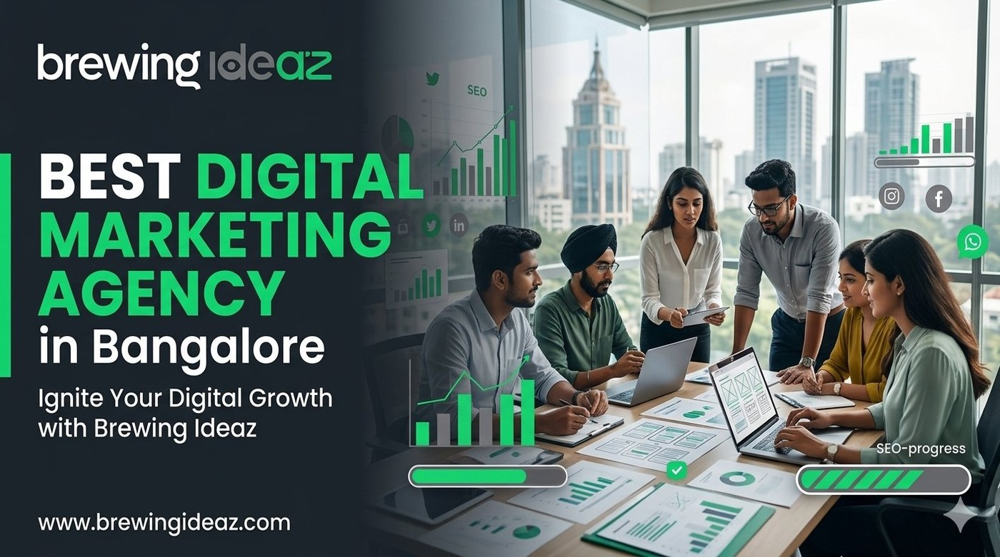 brewing ideaz
BEST DIGITAL
MARKETING
AGENCY
in Bangalore
Ignite Your Digital Growth
with Brewing Ideaz
www.brewingideaz.com
SEO
in
f
SEO-progress